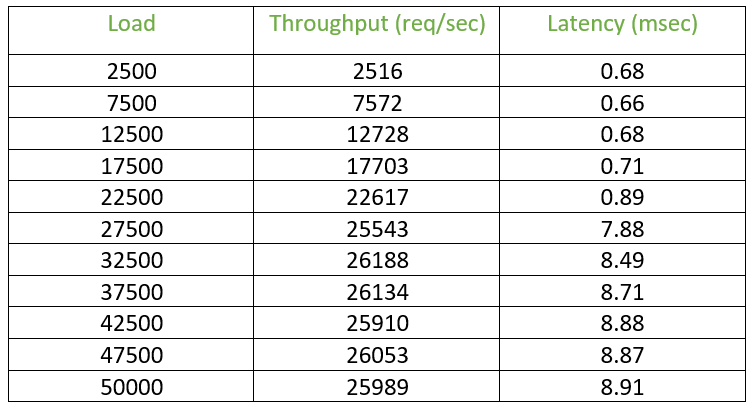 Load Throughput (req/sec) Latency (msec)
2500 2516 0.68
7500 7572 0.66
12500 12728 0.68
17500 17703 0.71
22500 22617 0.89
27500 25543 7.88
32500 26188 8.49
37500 26134 8.71
42500 25910 8.88
47500 26053 8.87
50000 25989 8.91